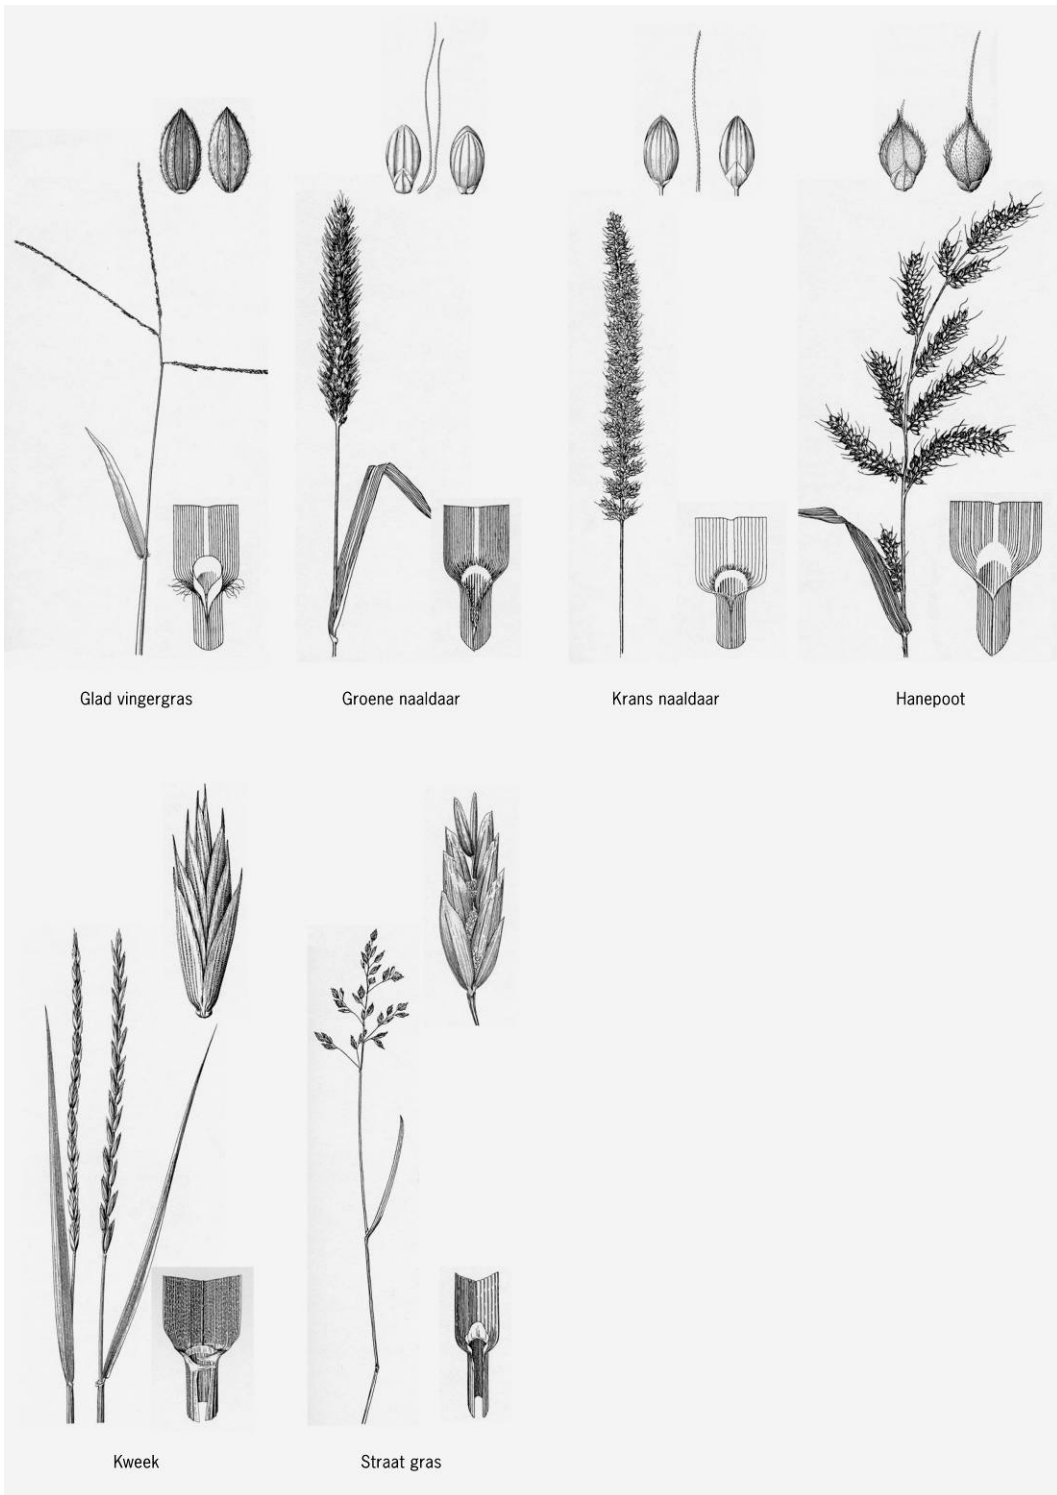 Glad vingergras
Groene naaldaar
Krans naaldaar
Hanepoot
Kweek
Straat gras